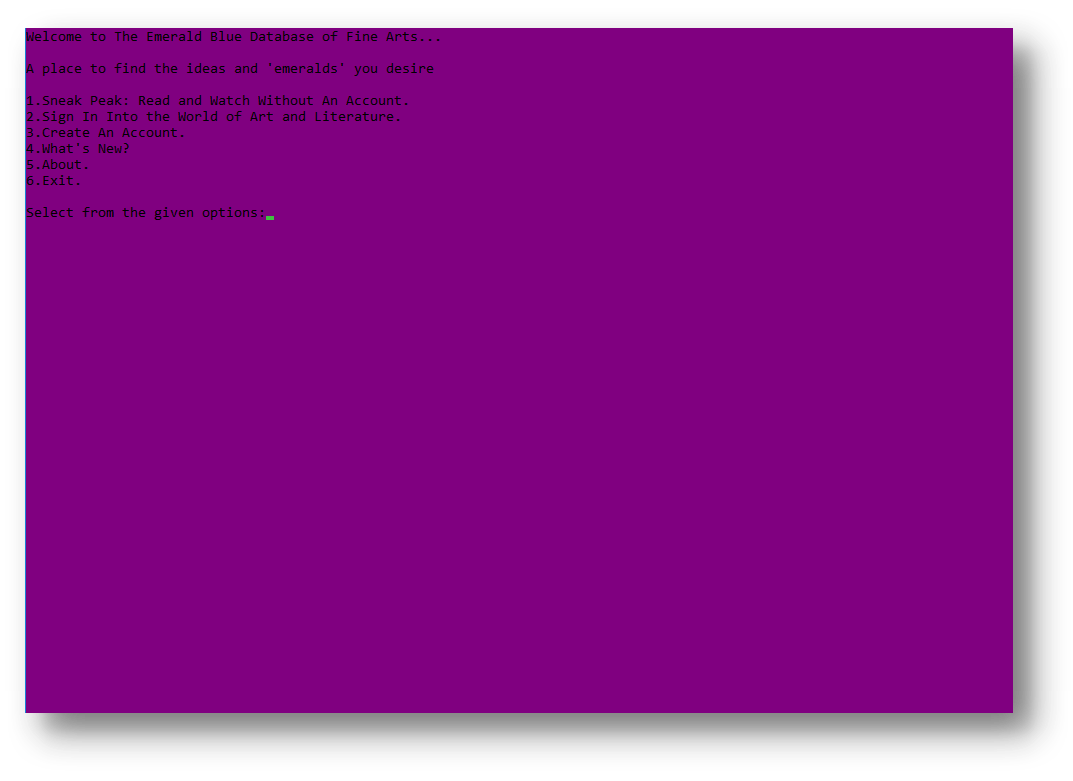 Welcome to The Emerald Blue Database of Fine Arts...
A place to find the ideas and 'emeralds' you desire
1.Sneak Peak: Read and Watch Without An Account.
2.Sign In Into the World of Art and Literature.
3.Create An Account.
4.What's New?
5.About.
6.Exit.
Select from the given options: